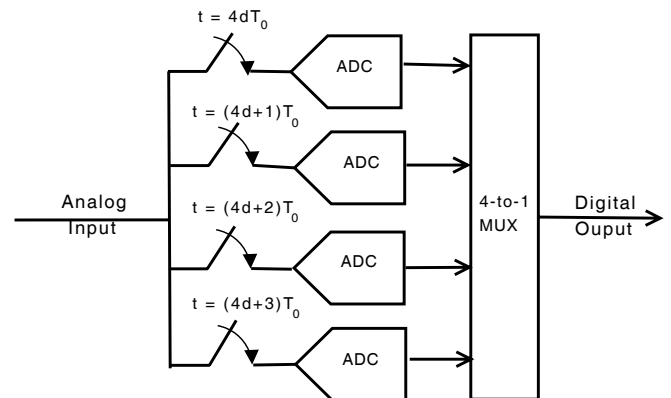 t = 4dT₀
ADC
t = (4d+1)T₀
ADC
Analog
Input
t = (4d+2)T₀
ADC
t = (4d+3)T₀
ADC
4-to-1
MUX
Digital
Ouput